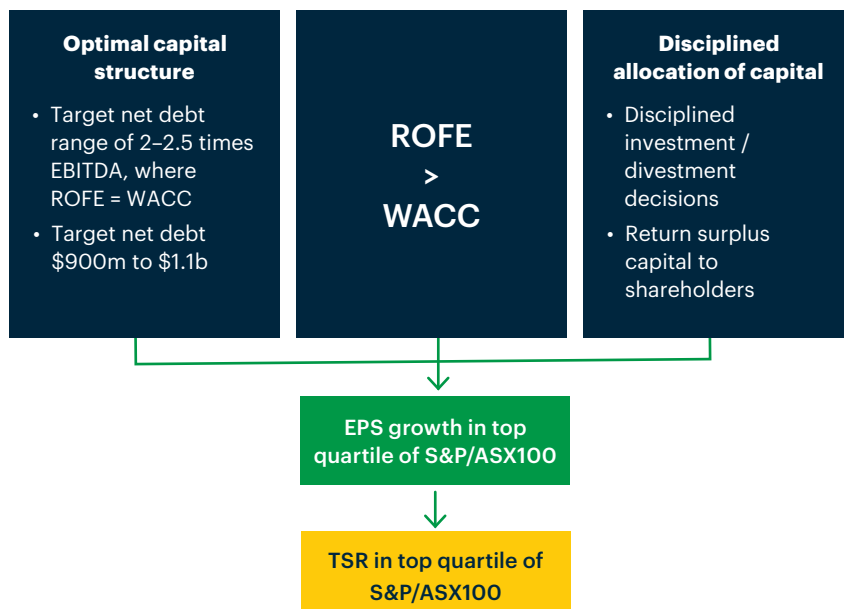 Optimal capital
structure
• Target net debt
range of 2–2.5 times
EBITDA, where
ROFE = WACC
• Target net debt
$900m to $1.1b
ROFE
>
WACC
Disciplined
allocation of capital
• Disciplined
investment /
divestment
decisions
• Return surplus
capital to
shareholders
EPS growth in top
quartile of S&P/ASX100
TSR in top quartile of
S&P/ASX100